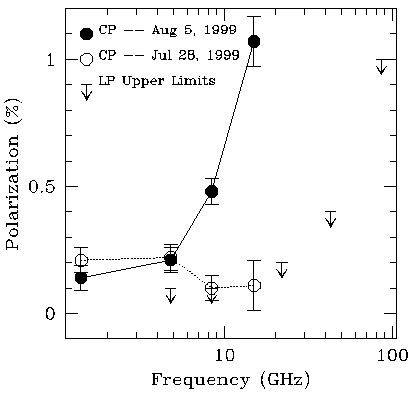 CP -- Aug 5, 1999
CP -- Jul 28, 1999
LP Upper Limits
1
0.5
0
Polarization (%)
10
100
Frequency (GHz)